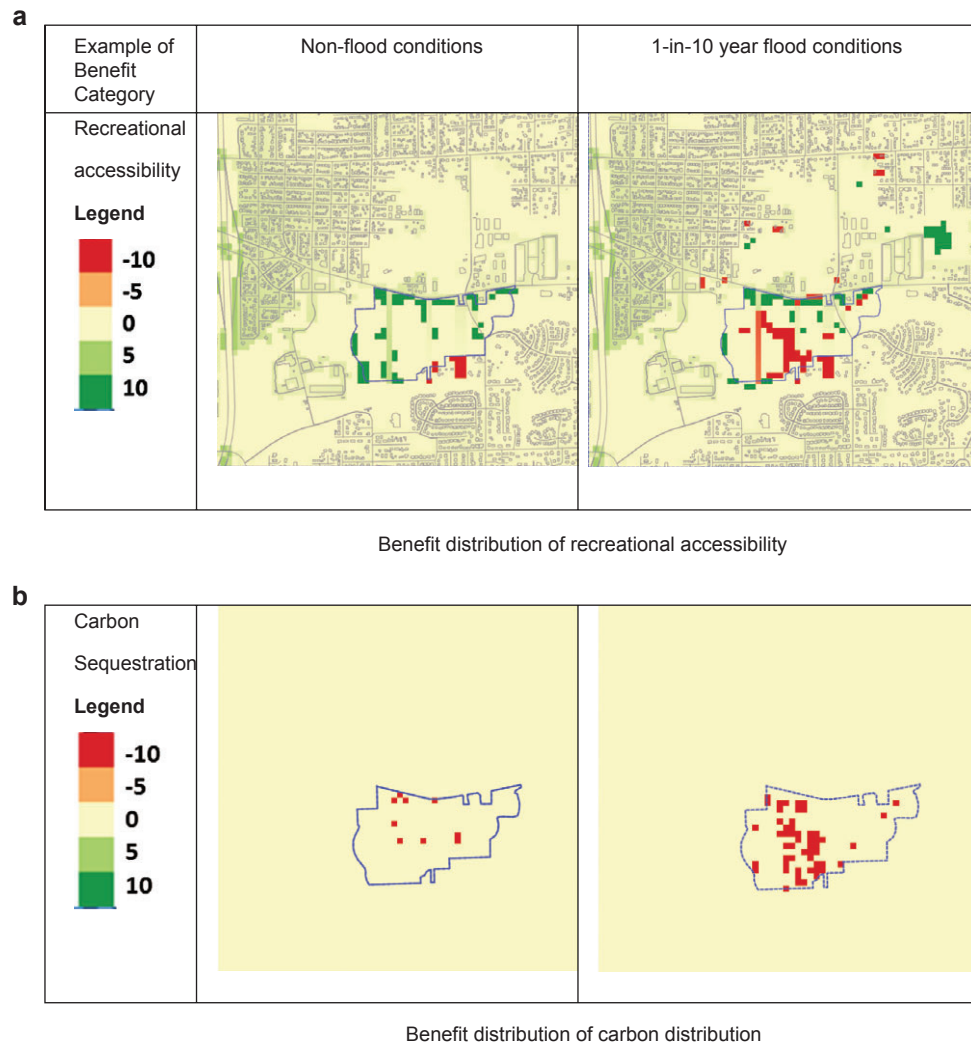 a
Example of
Benefit
Category
Non-flood conditions
1-in-10 year flood conditions
Recreational
accessibility
Legend
-10
-5
0
5
10
Benefit distribution of recreational accessibility
b
Carbon
Sequestration
Legend
-10
-5
0
5
10
Benefit distribution of carbon distribution